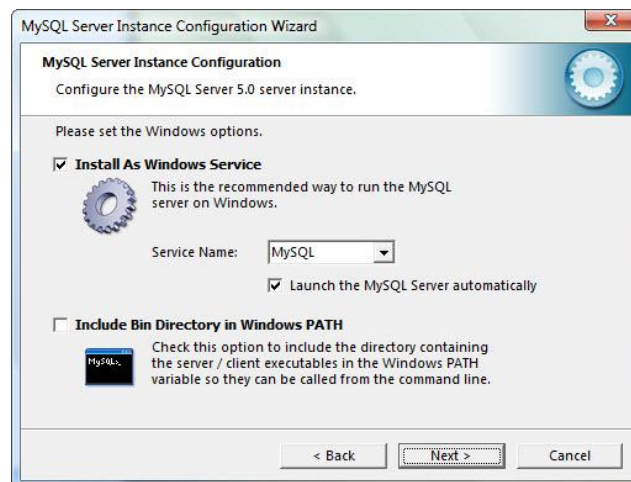 MySQL Server Instance Configuration Wizard
MySQL Server Instance Configuration
Configure the MySQL Server 5.0 server instance.
Please set the Windows options.
Install As Windows Service
This is the recommended way to run the MySQL
server on Windows.
Service Name: MySQL
Launch the MySQL Server automatically
Include Bin Directory in Windows PATH
MySQL>_
Check this option to include the directory containing
the server / client executables in the Windows PATH
variable so they can be called from the command line.
< Back Next > Cancel